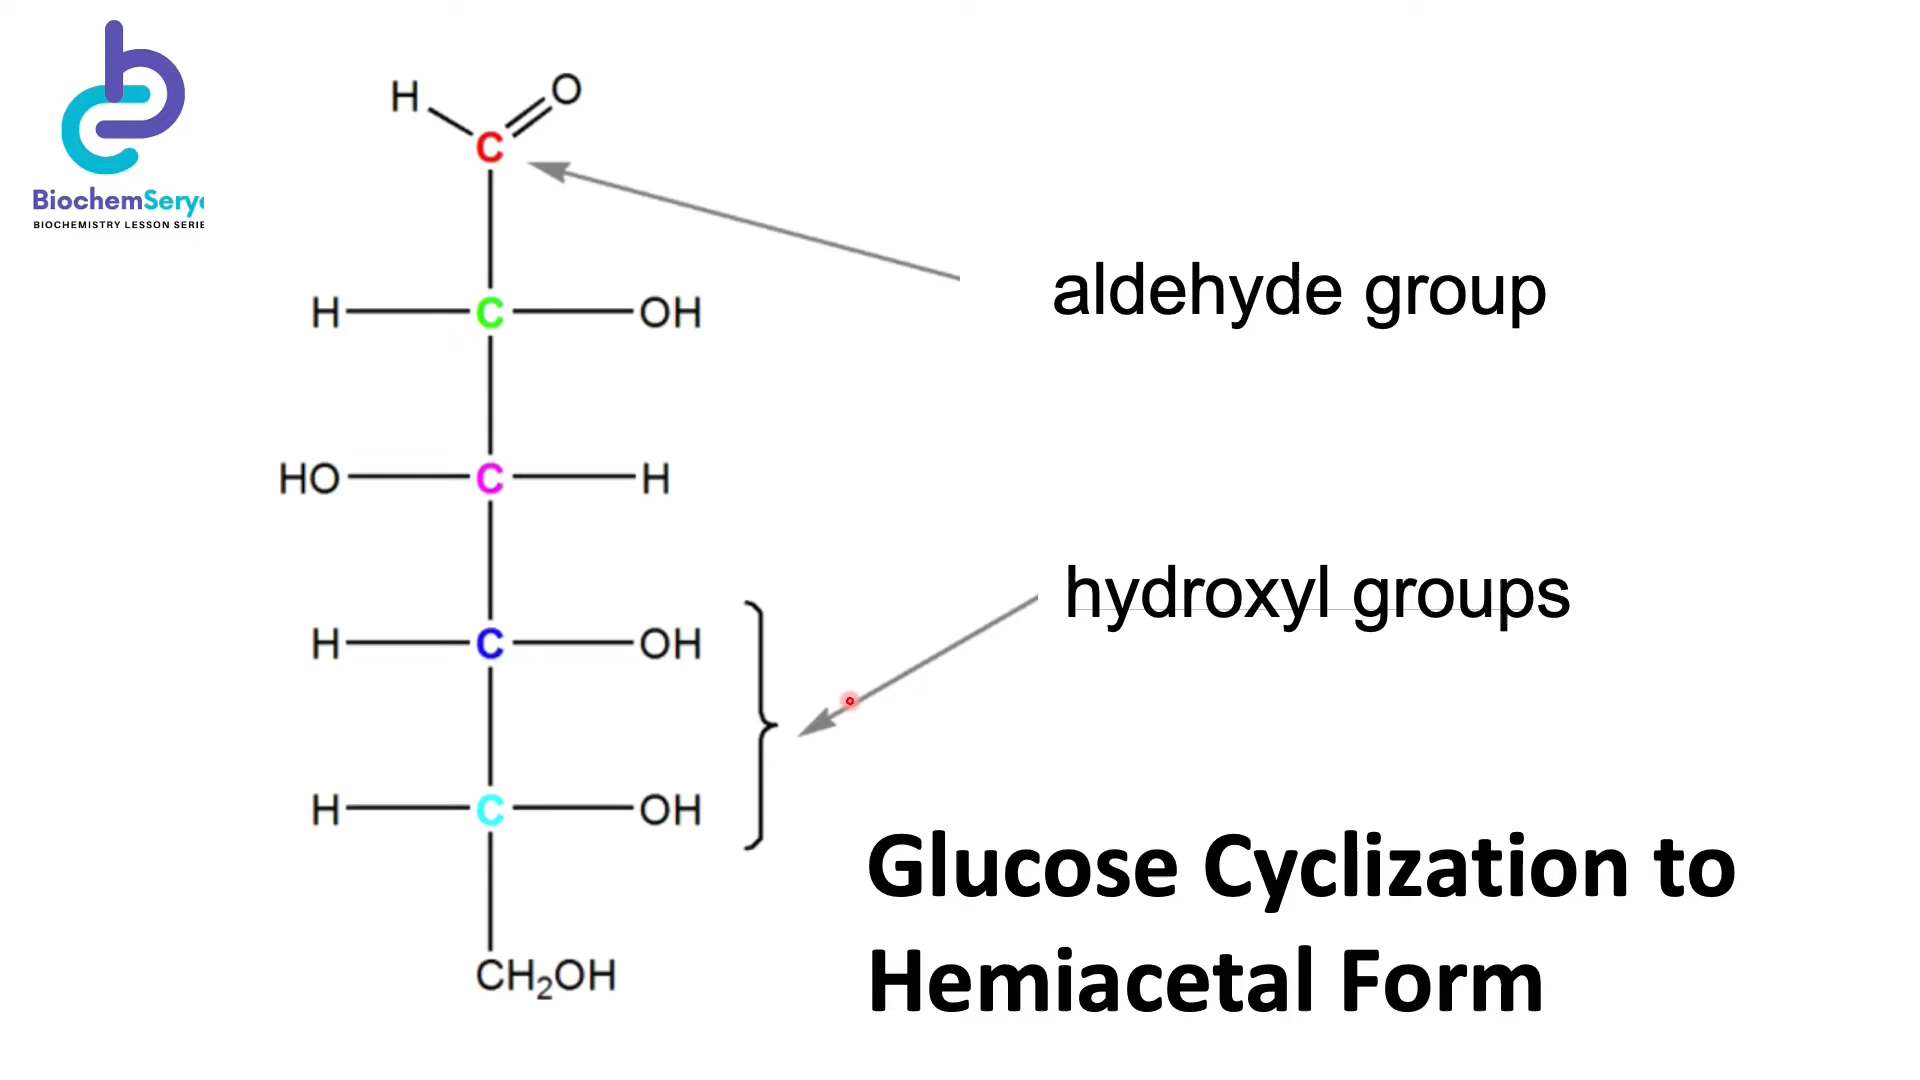 BiochemSery
BIOCHEMISTRY LESSON SERIE
H O
C
aldehyde group
H C OH
HO C H
hydroxyl groups
H C OH
H C OH
Glucose Cyclization to
Hemiacetal Form
CH₂OH